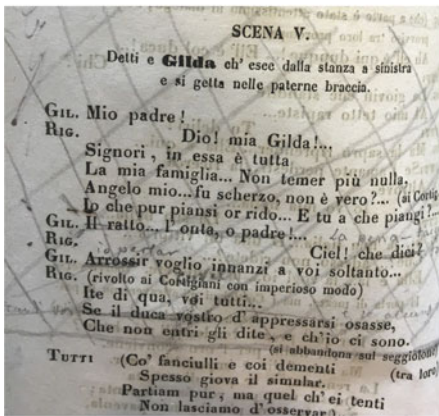 SCENA V.
Detti e Gilda ch' esce dalla stanza a sinistra
e si getta nelle paterne braccia.
GIL. Mio padre!
RIG. Dio! mia Gilda!...
Signori, in essa è tutta
La mia famiglia... Non temer più nulla,
Angelo mio... fu scherzo, non è vero?... (ai Cortig
Io che pur piansi or rido... E tu a che piangi?...
GIL. Il ratto... l' onta, o padre!...
RIG. Ciel! che dici?
GIL. Arrossir voglio innanzi a voi soltanto...
RIG. (rivolto ai Cortigiani con imperioso modo)
Ite di qua, voi tutti...
Se il duca vostro d' appressarsi osasse,
Che non entri gli dite, e ch'io ci sono.
(si abbandona sul seggiolone)
TUTTI (Co' fanciulli e coi dementi (tra loro)
Spesso giova il simular.
Partiam pur, ma quel ch' ei tenti
Non lasciamo d' osservar)